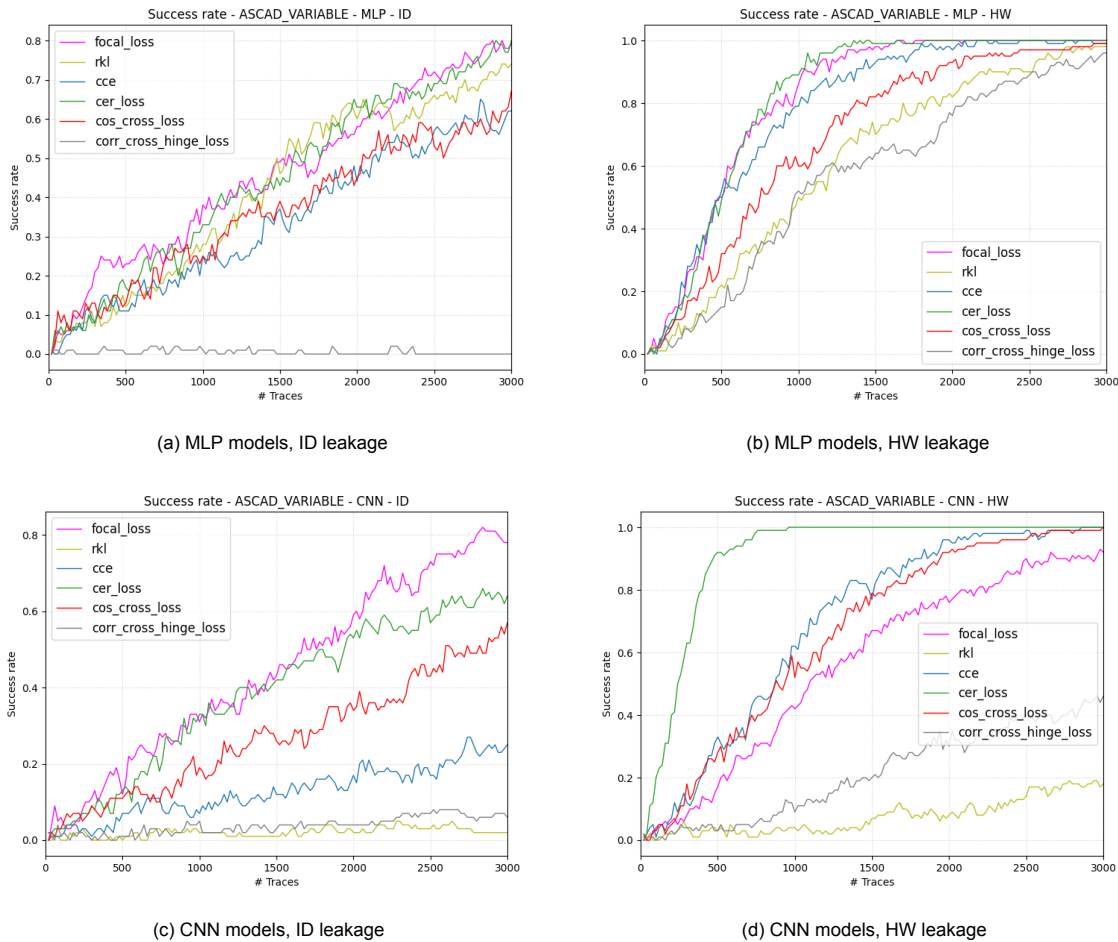 Success rate - ASCAD_VARIABLE - MLP - ID
Success rate
0.8
0.7
0.6
0.5
0.4
0.3
0.2
0.1
0.0
focal_loss
rkl
cce
cer_loss
cos_cross_loss
corr_cross_hinge_loss
0 500 1000 1500 2000 2500 3000
# Traces
(a) MLP models, ID leakage
Success rate - ASCAD_VARIABLE - MLP - HW
Success rate
1.0
0.8
0.6
0.4
0.2
0.0
focal_loss
rkl
cce
cer_loss
cos_cross_loss
corr_cross_hinge_loss
0 500 1000 1500 2000 2500 3000
# Traces
(b) MLP models, HW leakage
Success rate - ASCAD_VARIABLE - CNN - ID
Success rate
0.8
0.6
0.4
0.2
0.0
focal_loss
rkl
cce
cer_loss
cos_cross_loss
corr_cross_hinge_loss
0 500 1000 1500 2000 2500 3000
# Traces
(c) CNN models, ID leakage
Success rate - ASCAD_VARIABLE - CNN - HW
Success rate
1.0
0.8
0.6
0.4
0.2
0.0
focal_loss
rkl
cce
cer_loss
cos_cross_loss
corr_cross_hinge_loss
0 500 1000 1500 2000 2500 3000
# Traces
(d) CNN models, HW leakage